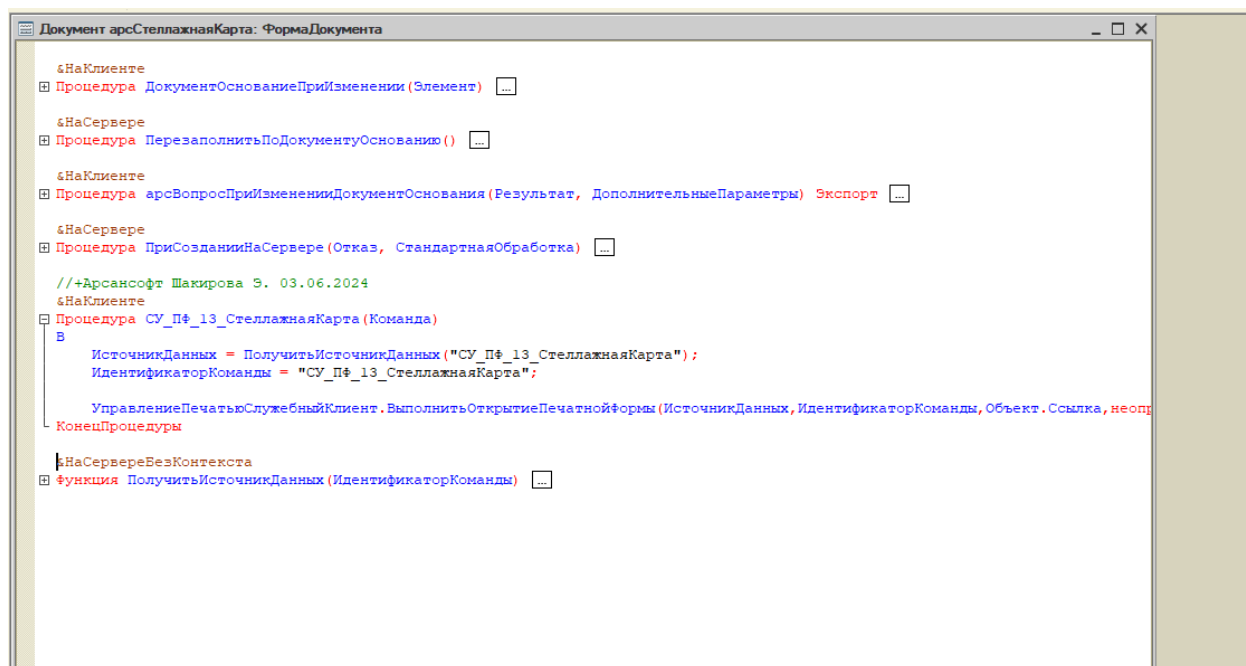 Документ арсСтеллажнаяКарта: ФормаДокумента
&НаКлиенте
Процедура ДокументОснованиеПриИзменении(Элемент) ...
&НаСервере
Процедура ПерезаполнитьПоДокументуОснованию() ...
&НаКлиенте
Процедура арсВопросПриИзмененииДокументОснования(Результат, ДополнительныеПараметры) Экспорт ...
&НаСервере
Процедура ПриСозданииНаСервере(Отказ, СтандартнаяОбработка) ...
//+Арсансофт Шакирова Э. 03.06.2024
&НаКлиенте
Процедура СУ_ПФ_13_СтеллажнаяКарта(Команда)
В
ИсточникДанных = ПолучитьИсточникДанных("СУ_ПФ_13_СтеллажнаяКарта");
ИдентификаторКоманды = "СУ_ПФ_13_СтеллажнаяКарта";
УправлениеПечатьюСлужебныйКлиент.ВыполнитьОткрытиеПечатнойФормы(ИсточникДанных,ИдентификаторКоманды,Объект.Ссылка,неопр
КонецПроцедуры
&НаСервереБезКонтекста
Функция ПолучитьИсточникДанных(ИдентификаторКоманды) ...